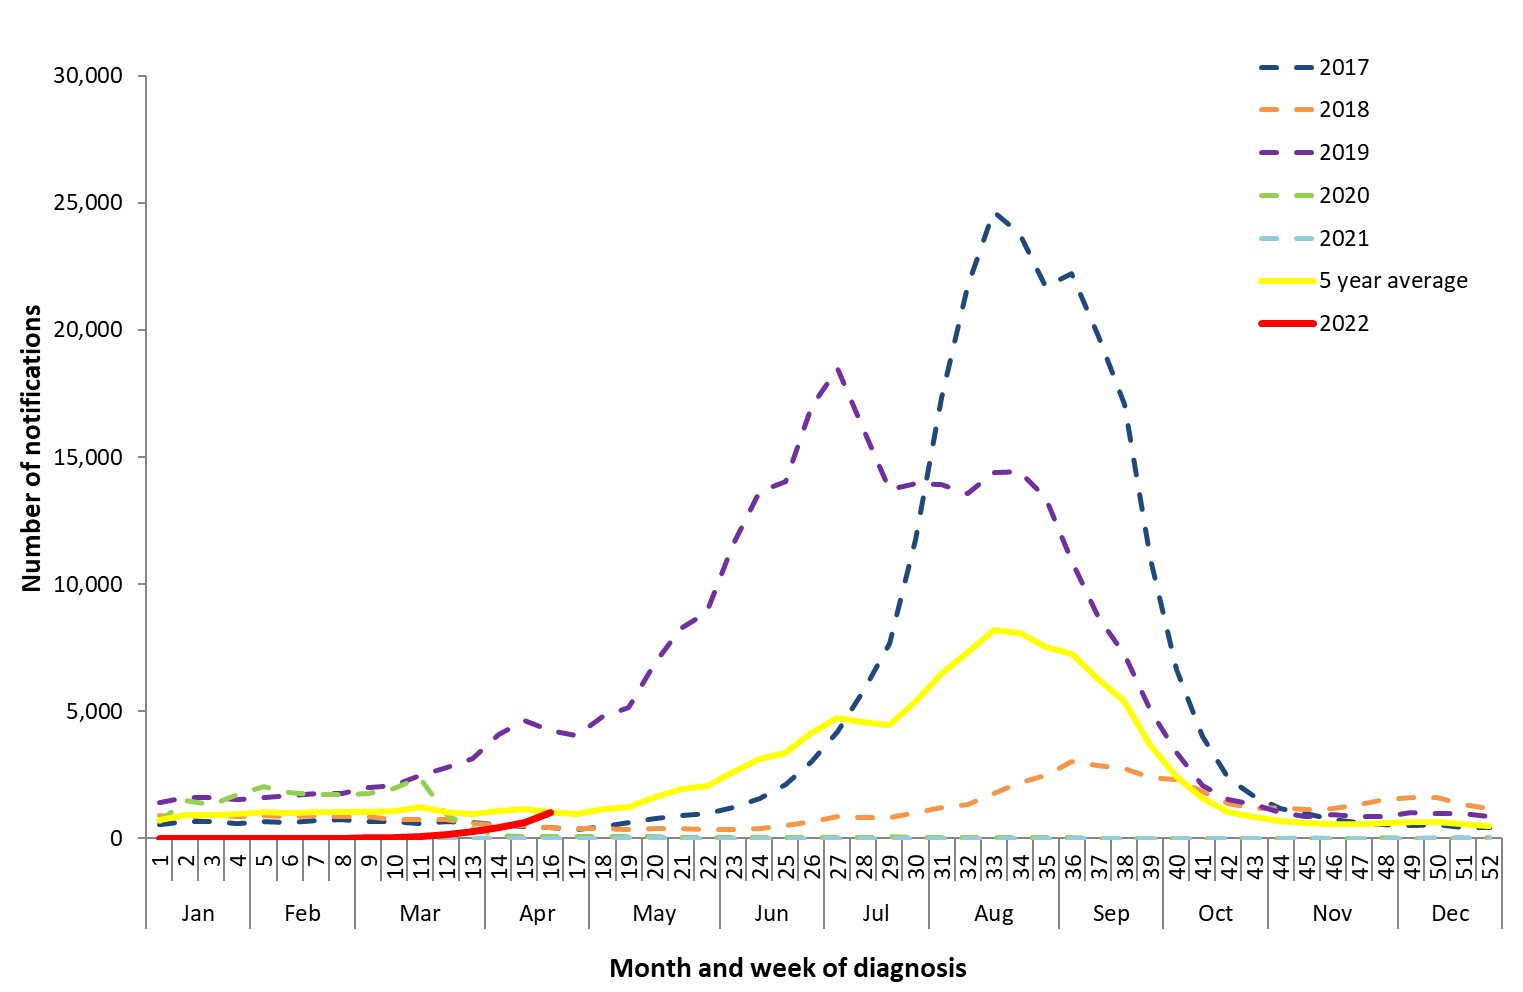 30,000
25,000
20,000
15,000
10,000
5,000
0
Number of notifications
2017
2018
2019
2020
2021
5 year average
2022
1 2 3 4 5 6 7 8 9 10 11 12 13 14 15 16 17 18 19 20 21 22 23 24 25 26 27 28 29 30 31 32 33 34 35 36 37 38 39 40 41 42 43 44 45 46 47 48 49 50 51 52
Jan Feb Mar Apr May Jun Jul Aug Sep Oct Nov Dec
Month and week of diagnosis